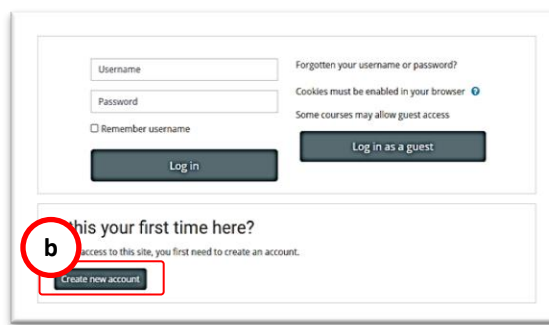 Username
Forgotten your username or password?
Password
Cookies must be enabled in your browser
Remember username
Some courses may allow guest access
Log in
Log in as a guest
this your first time here?
b
access to this site, you first need to create an account.
Create new account